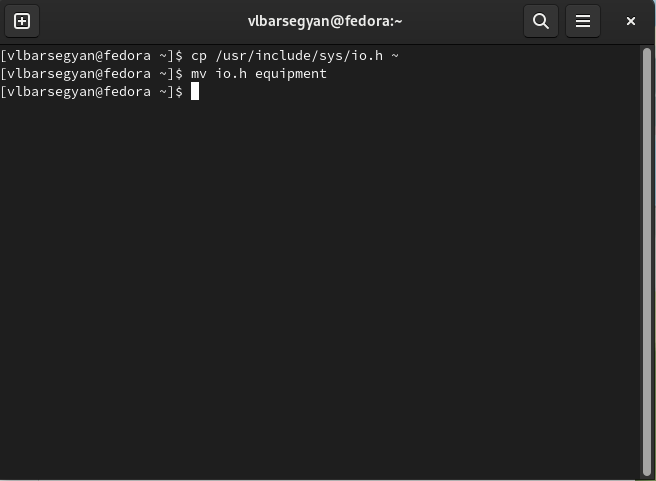 vlbarsegyan@fedora:~
[vlbarsegyan@fedora ~]$ cp /usr/include/sys/io.h ~
[vlbarsegyan@fedora ~]$ mv io.h equipment
[vlbarsegyan@fedora ~]$